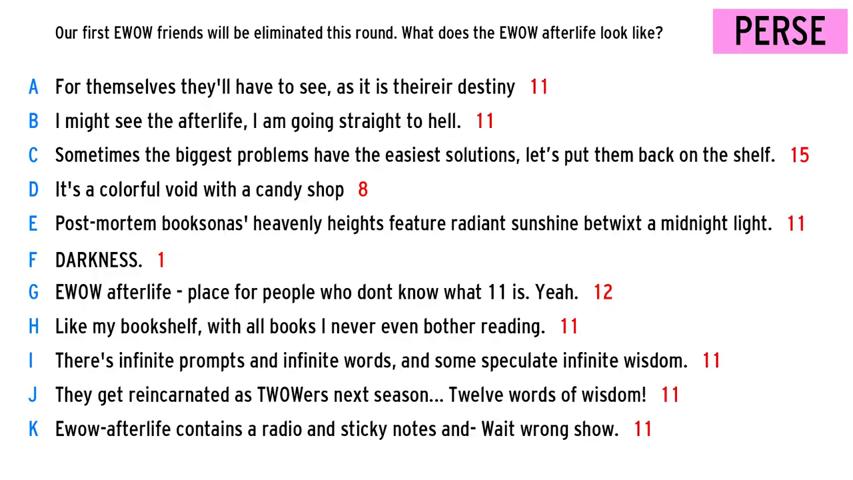 Our first EWOW friends will be eliminated this round. What does the EWOW afterlife look like?
PERSE
A For themselves they'll have to see, as it is theireir destiny 11
B I might see the afterlife, I am going straight to hell. 11
C Sometimes the biggest problems have the easiest solutions, let’s put them back on the shelf. 15
D It's a colorful void with a candy shop 8
E Post-mortem booksonas' heavenly heights feature radiant sunshine betwixt a midnight light. 11
F DARKNESS. 1
G EWOW afterlife - place for people who dont know what 11 is. Yeah. 12
H Like my bookshelf, with all books I never even bother reading. 11
I There's infinite prompts and infinite words, and some speculate infinite wisdom. 11
J They get reincarnated as TWOWers next season... Twelve words of wisdom! 11
K Ewow-afterlife contains a radio and sticky notes and- Wait wrong show. 11